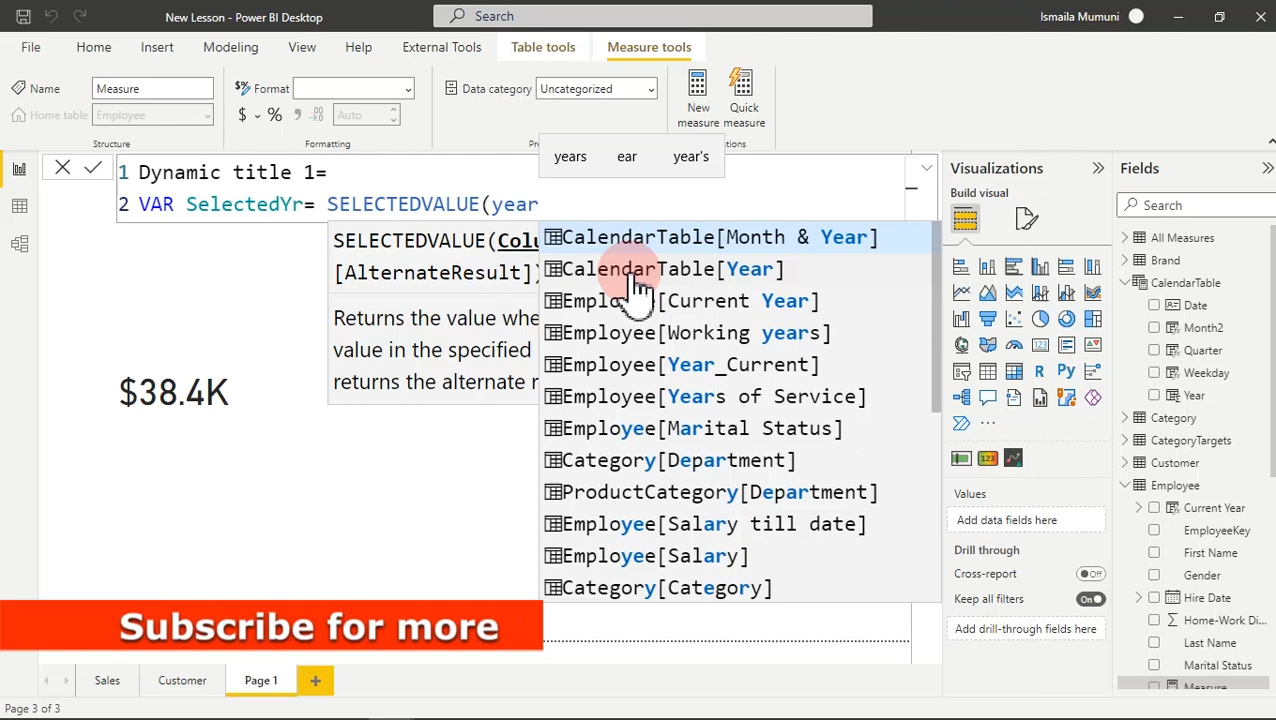 New Lesson - Power BI Desktop
Search
Ismaila Mumuni
File
Home
Insert
Modeling
View
Help
External Tools
Table tools
Measure tools
Name
Measure
Home table
Employee
Structure
Format
$
%
Auto
Formatting
Data category
Uncategorized
New
measure
Quick
measure
years
ear
year's
1 Dynamic title 1=
2 VAR SelectedYr= SELECTEDVALUE(year
[AlternateResult])
Returns the value whe
value in the specified
returns the alternate r
CalendarTable[Month & Year]
CalendarTable[Year]
Employee[Current Year]
Employee[Working years]
Employee[Year_Current]
Employee[Years of Service]
Employee[Marital Status]
Category[Department]
ProductCategory[Department]
Employee[Salary till date]
Employee[Salary]
Category[Category]
$38.4K
Subscribe for more
Sales
Customer
Page 1
Page 3 of 3
Visualizations
Build visual
R
Py
123
Values
Add data fields here
Drill through
Cross-report
Off
Keep all filters
On
Add drill-through fields here
Fields
Search
All Measures
Brand
CalendarTable
Date
Month2
Quarter
Weekday
Year
Category
CategoryTargets
Customer
Employee
Current Year
EmployeeKey
First Name
Gender
Hire Date
Home-Work Di...
Last Name
Marital Status
Measure